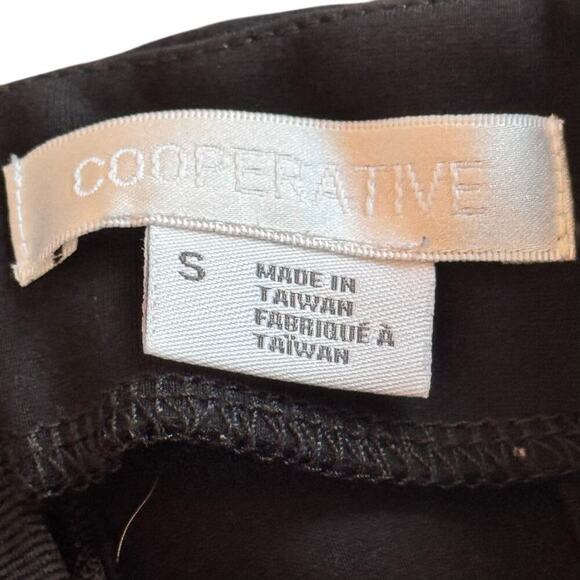 COOPERATIVE
S
MADE IN
TAIWAN
FABRIQUÉ À
TAÏWAN